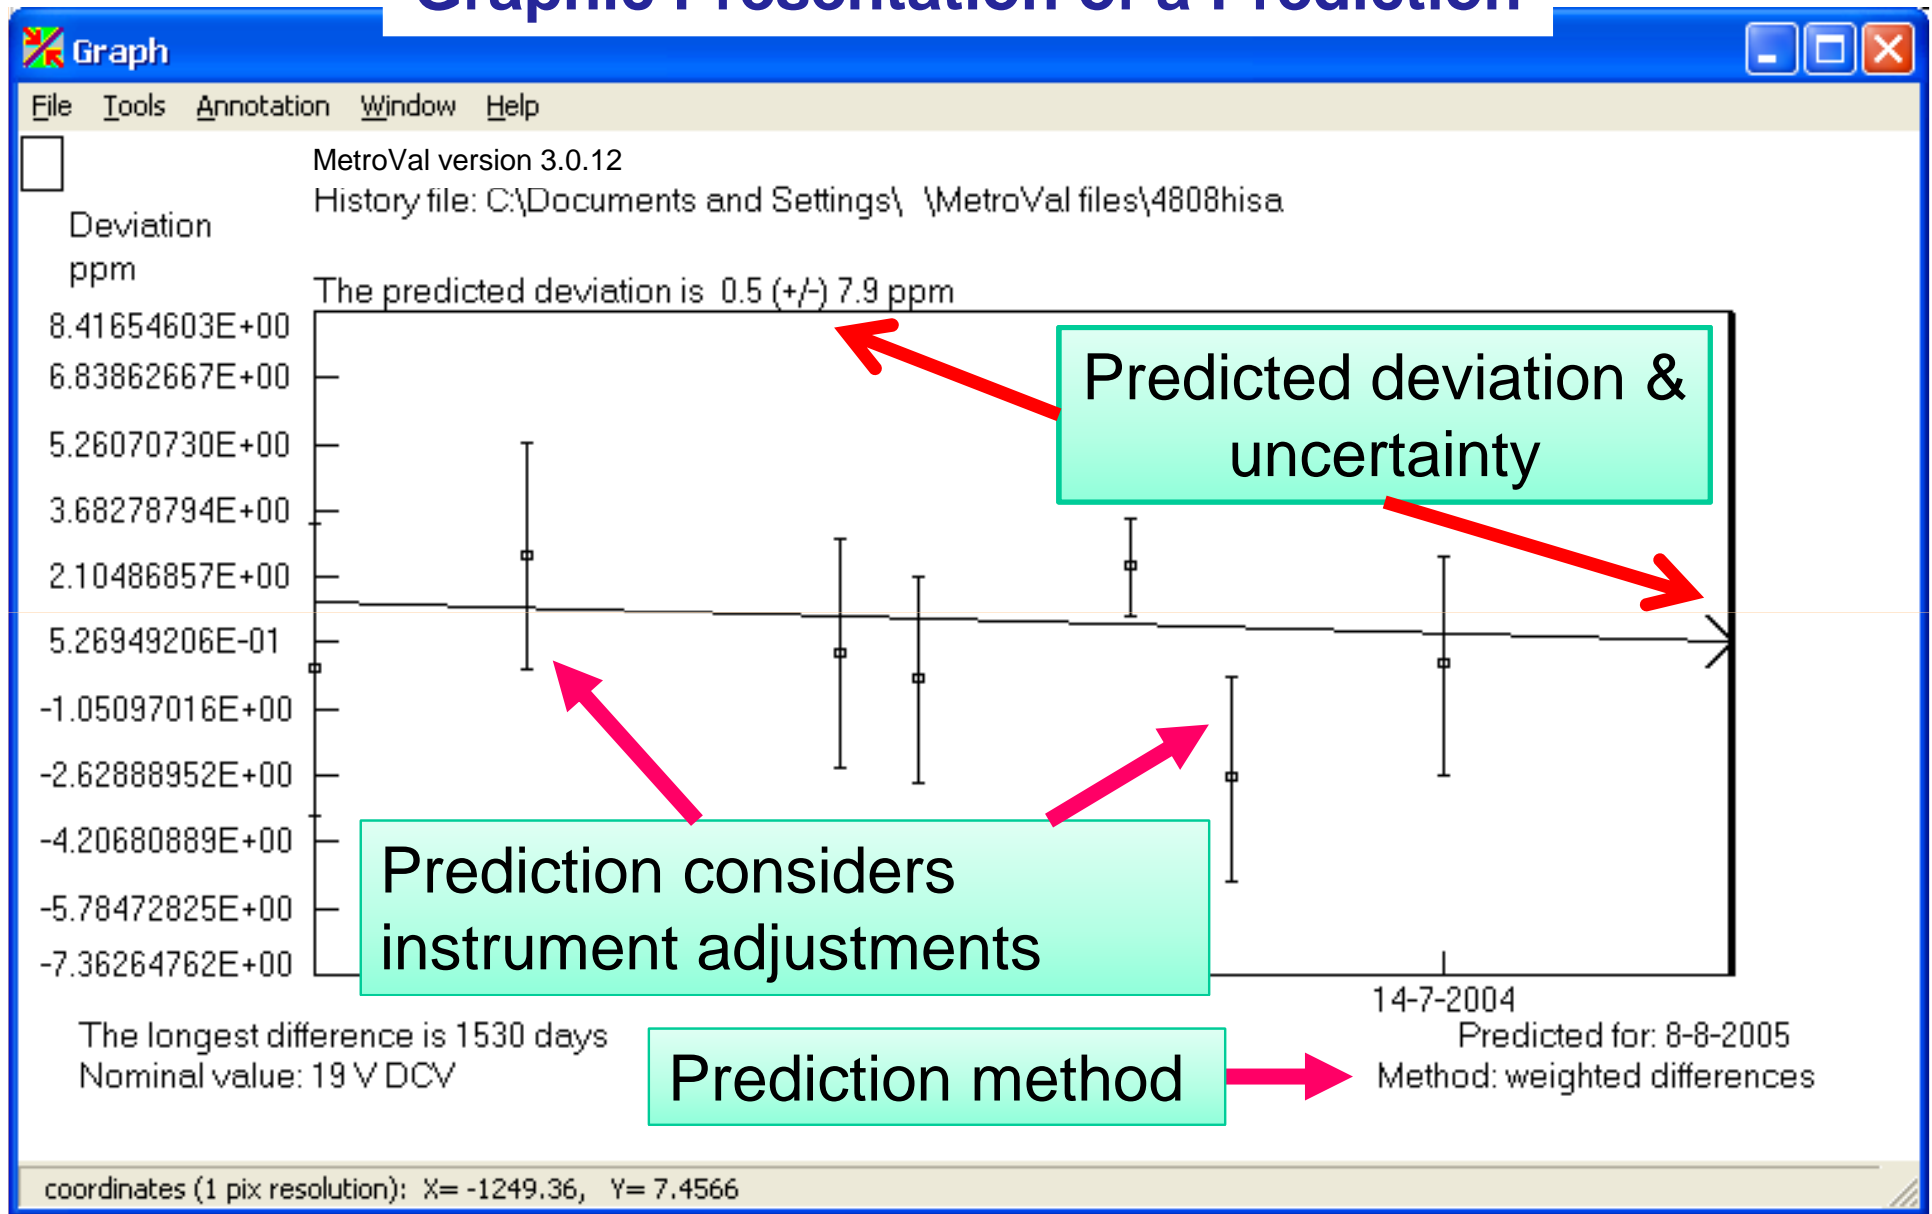 Graphic Presentation of a Prediction
Graph
File Tools Annotation Window Help
MetroVal version 3.0.12
History file: C:\Documents and Settings\ \MetroVal files\4808hisa
Deviation
ppm
The predicted deviation is 0.5 (+/-) 7.9 ppm
8.41654603E+00
6.83862667E+00
5.26070730E+00
3.68278794E+00
2.10486857E+00
5.26949206E-01
-1.05097016E+00
-2.62888952E+00
-4.20680889E+00
-5.78472825E+00
-7.36264762E+00
Predicted deviation &
uncertainty
Prediction considers
instrument adjustments
14-7-2004
The longest difference is 1530 days
Predicted for: 8-8-2005
Nominal value: 19 V DCV
Prediction method
Method: weighted differences
coordinates (1 pix resolution): X= -1249.36, Y= 7.4566